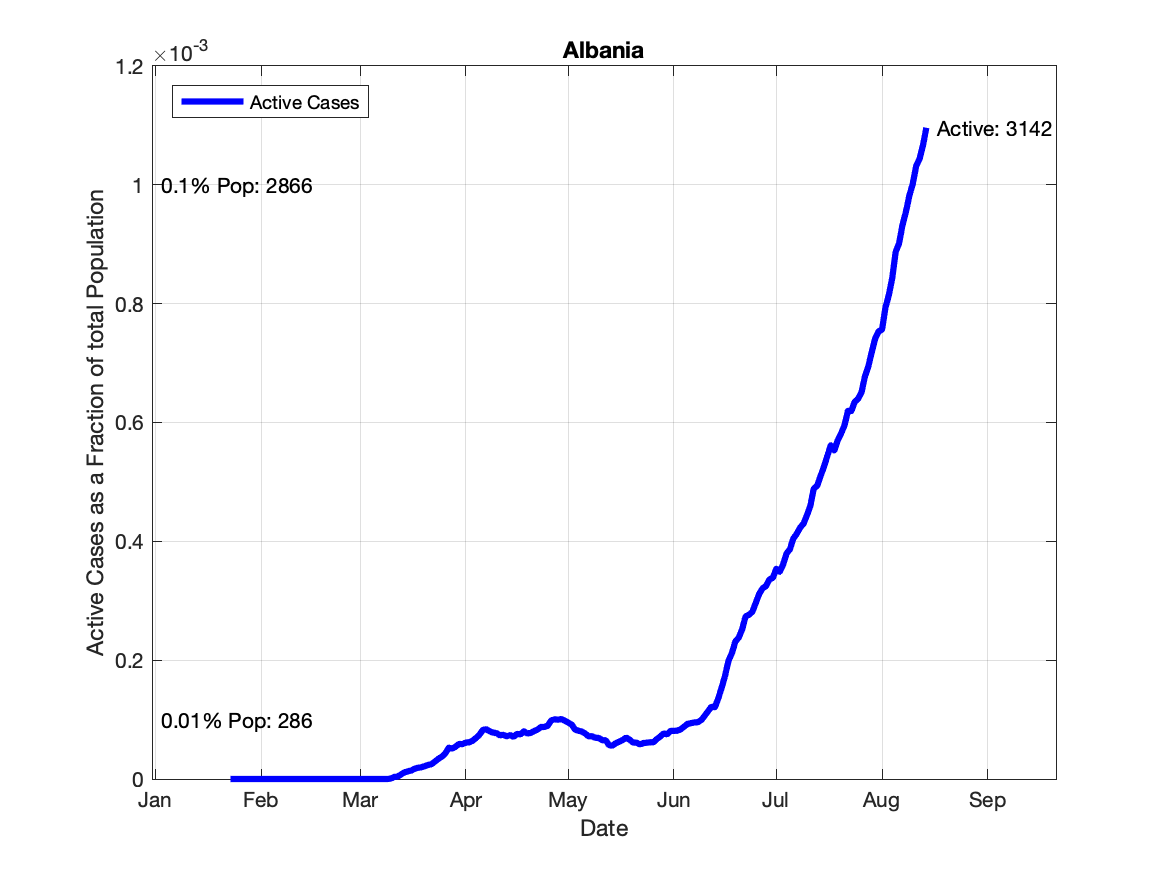 Albania
×10-3
1.2
Active Cases
Active: 3142
1
0.1% Pop: 2866
0.8
0.6
0.4
0.2
0.01% Pop: 286
0
Active Cases as a Fraction of total Population
Jan Feb Mar Apr May Jun Jul Aug Sep
Date